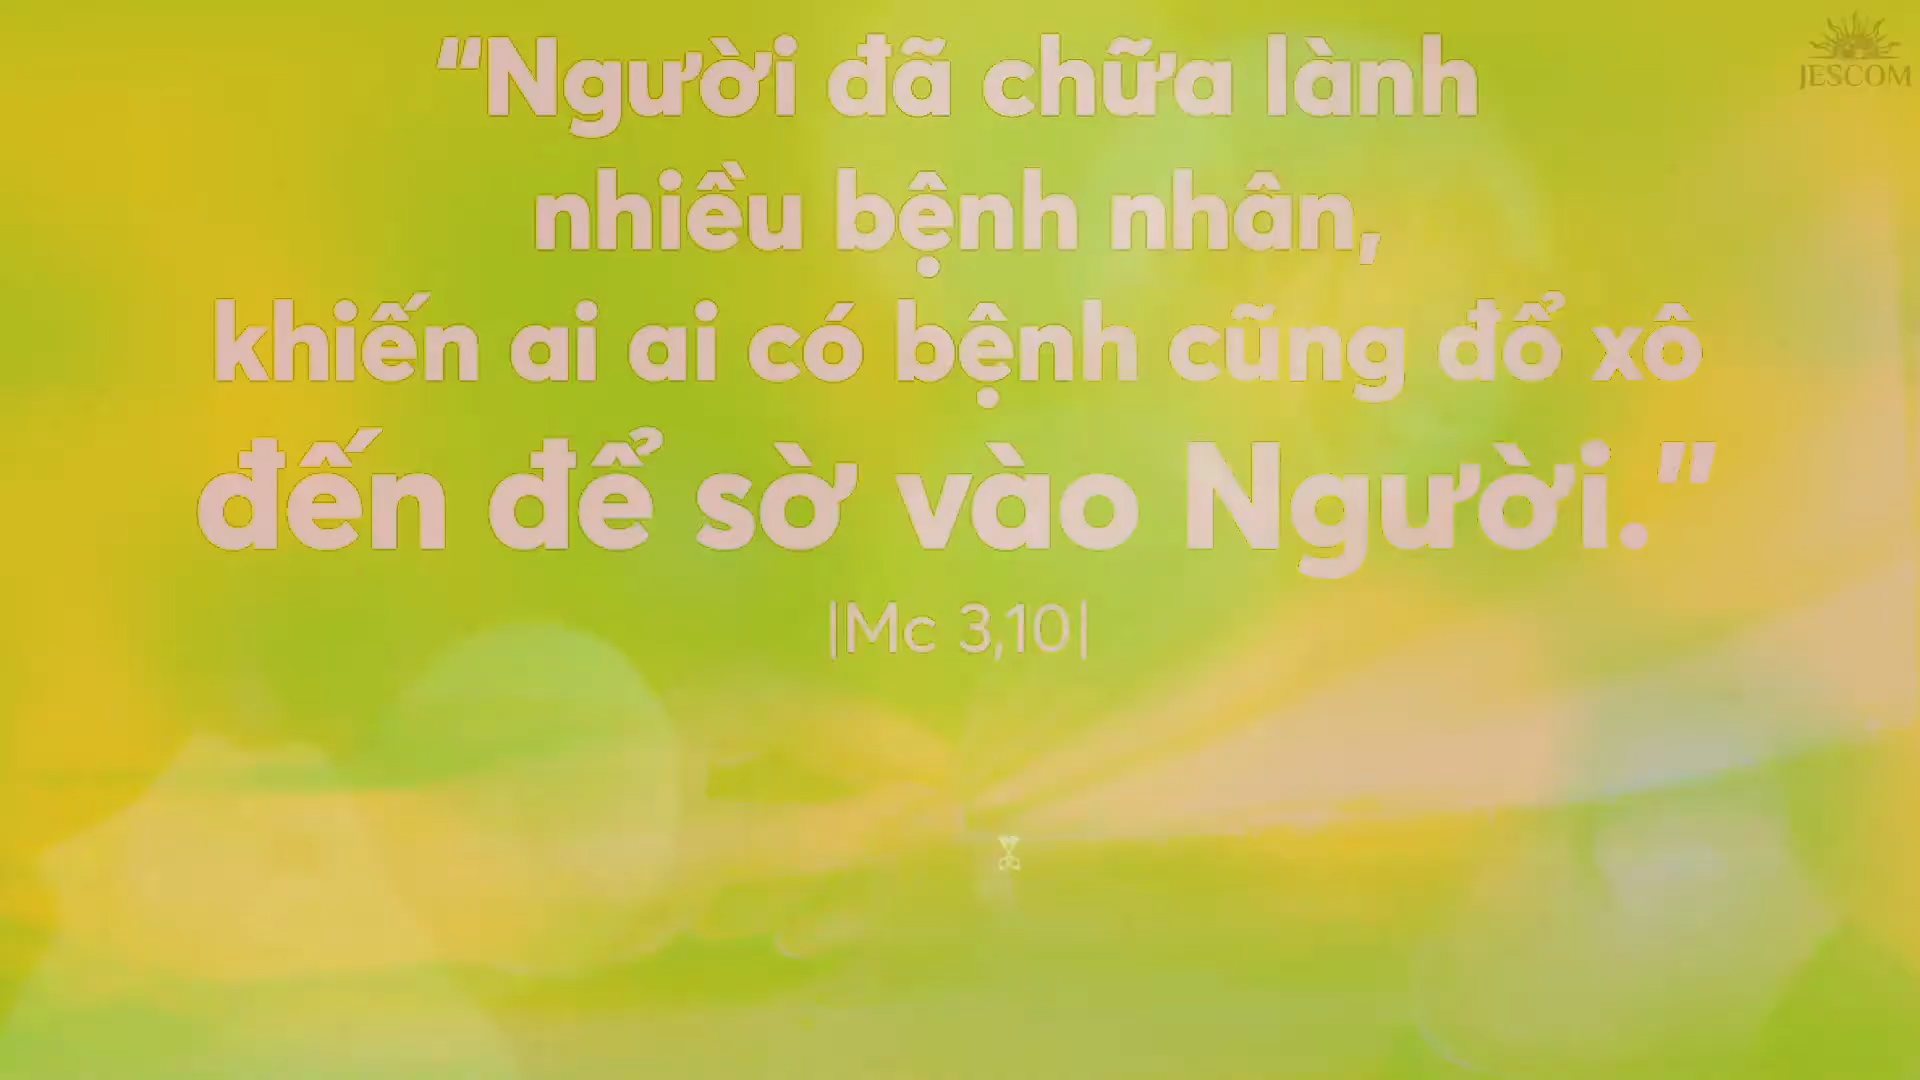 “Người đã chữa lành
nhiều bệnh nhân,
khiến ai ai có bệnh cũng đổ xô
đến để sờ vào Người.”
|Mc 3,10|
JESCOM